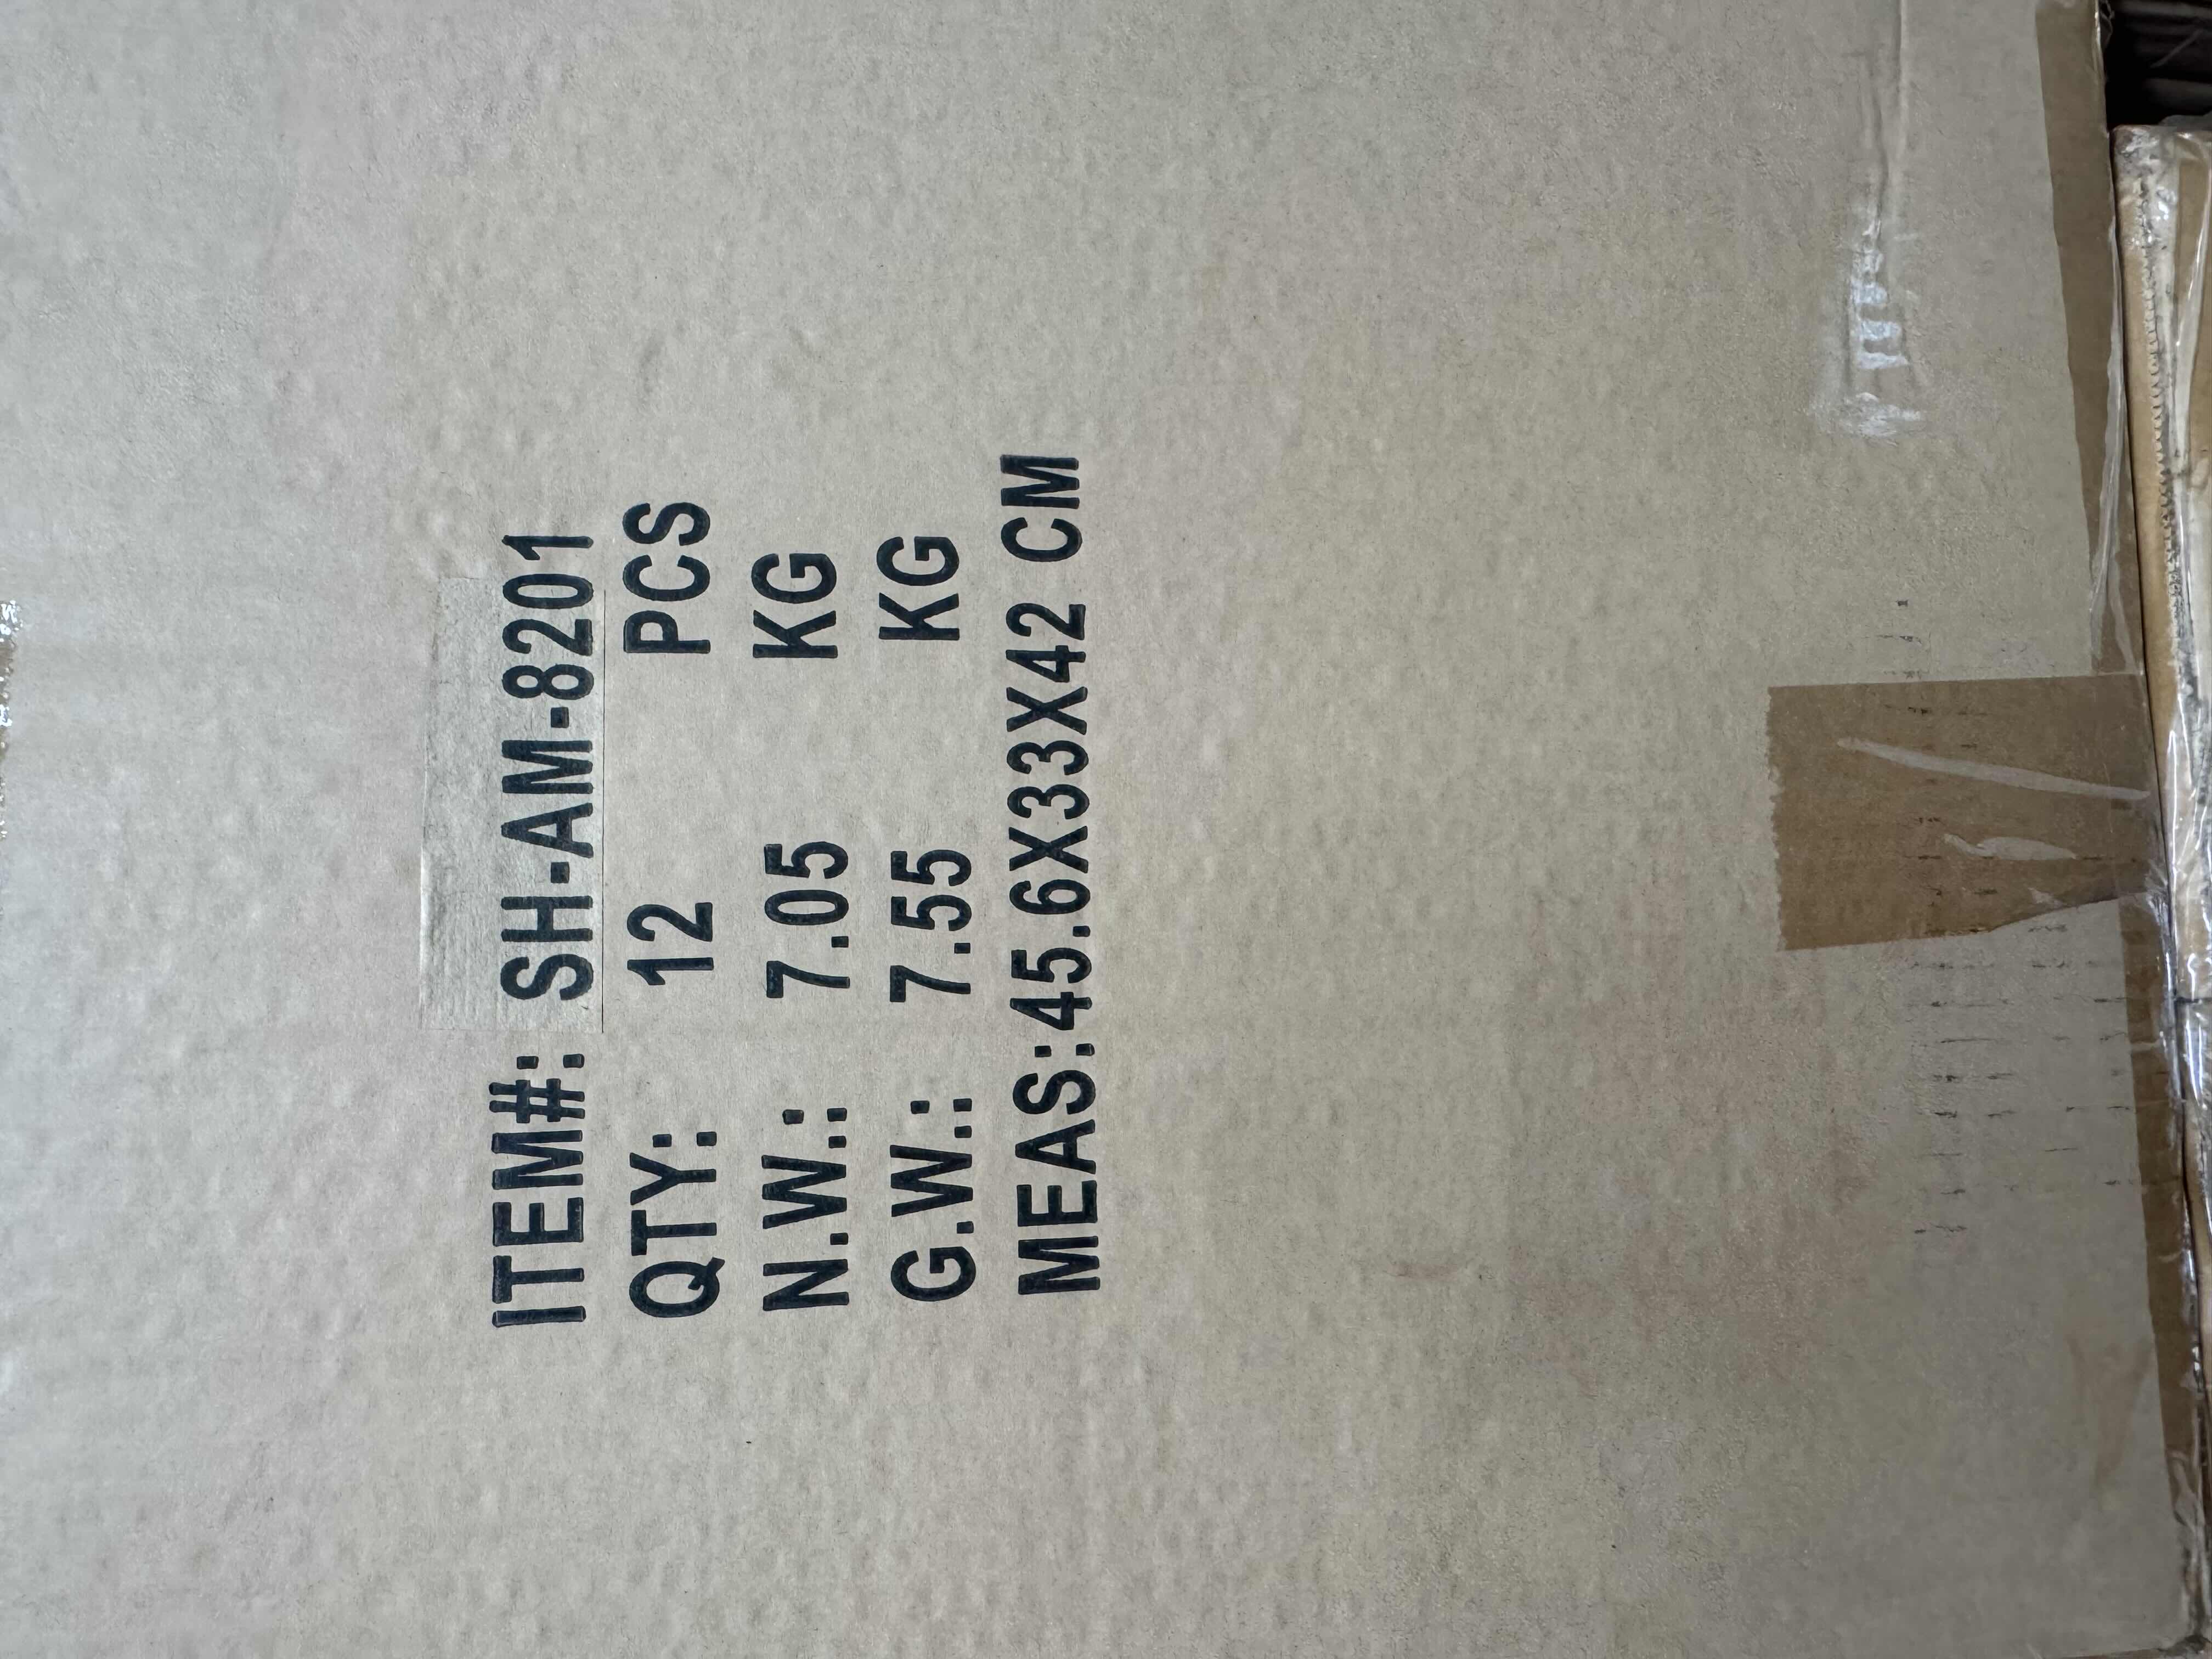 ITEM#: SH-AM-8201
QTY: 12 PCS
N.W.: 7.05 KG
G.W.: 7.55 KG
MEAS:45.6X33X42 CM